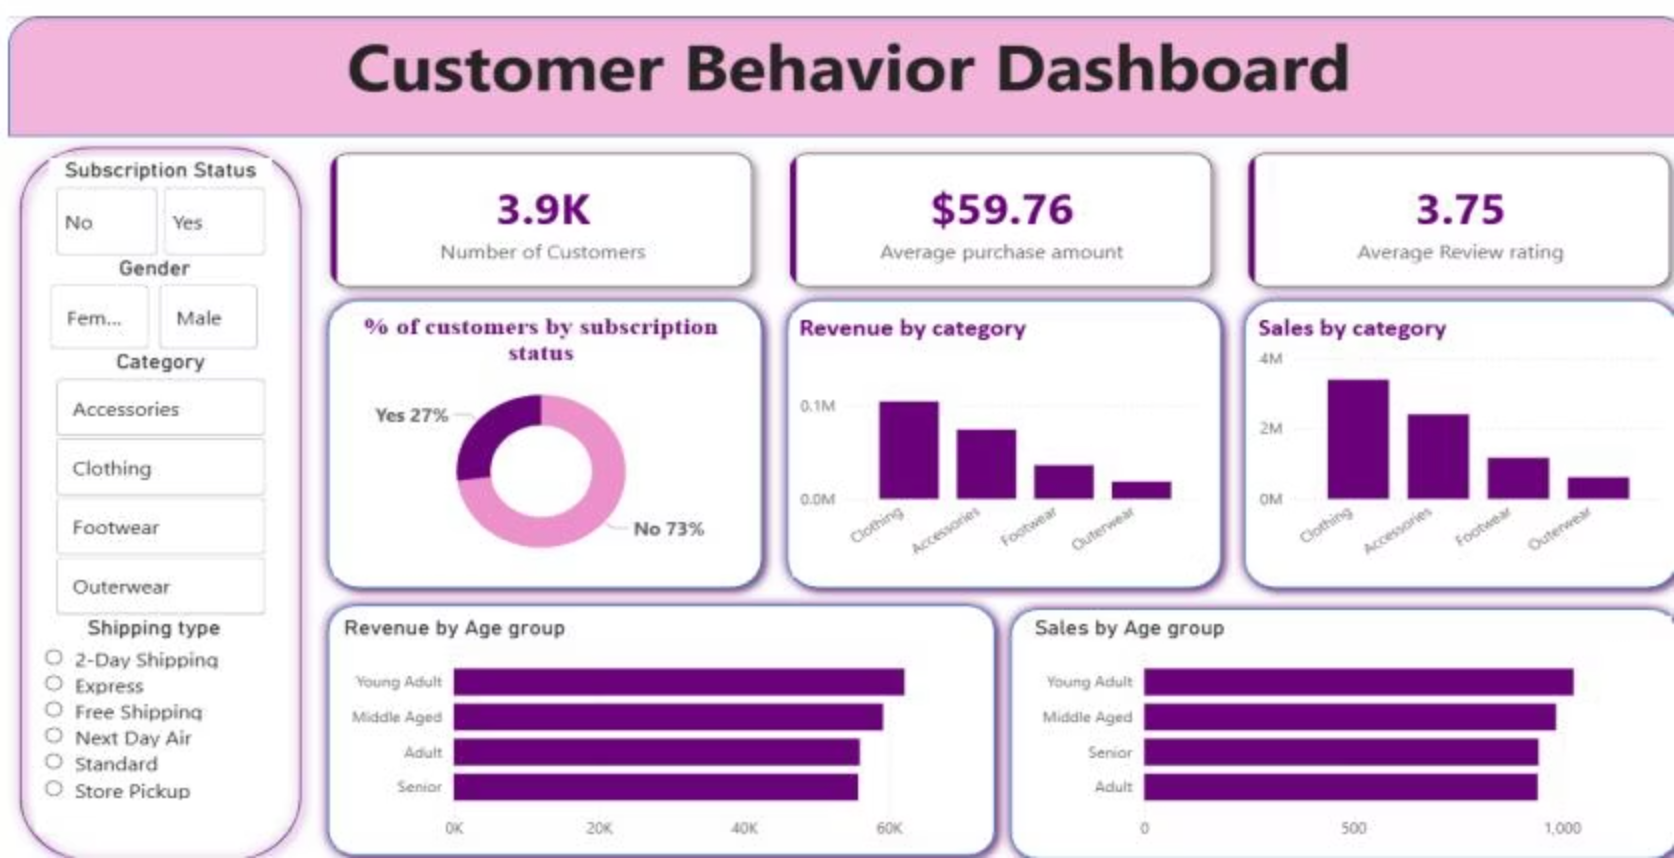 Customer Behavior Dashboard
Subscription Status
No
Yes
Gender
Fem...
Male
Category
Accessories
Clothing
Footwear
Outerwear
Shipping type
2-Day Shipping
Express
Free Shipping
Next Day Air
Standard
Store Pickup
3.9K
Number of Customers
$59.76
Average purchase amount
3.75
Average Review rating
% of customers by subscription
status
Yes 27%
No 73%
Revenue by category
0.1M
0.0M
Clothing
Accessories
Footwear
Outerwear
Sales by category
4M
2M
0M
Clothing
Accessories
Footwear
Outerwear
Revenue by Age group
Young Adult
Middle Aged
Adult
Senior
0K
20K
40K
60K
Sales by Age group
Young Adult
Middle Aged
Senior
Adult
0
500
1,000